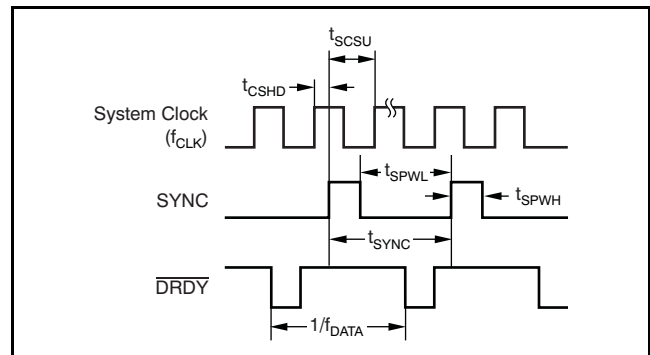 tSCSU
tCSHD
System Clock
(fCLK)
tSPWL
SYNC
tSPWH
tSYNC
DRDY
1/fDATA